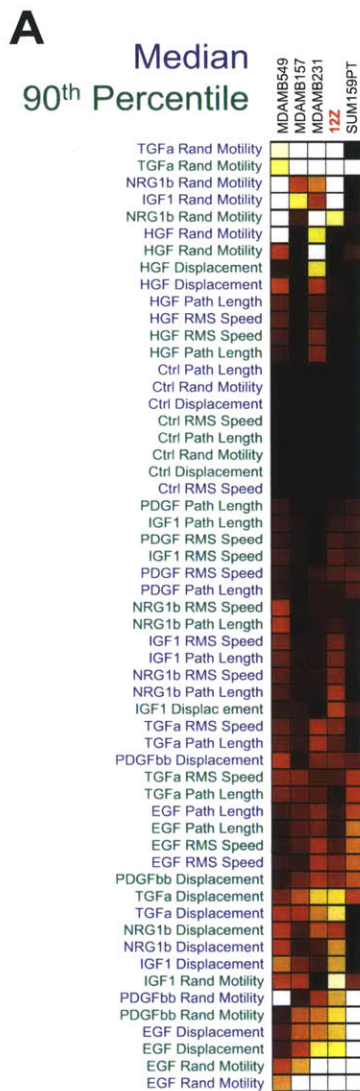 A
Median
90th Percentile
MDAMB549
MDAMB157
MDAMB231
12Z
SUM159PT
TGFa Rand Motility
TGFa Rand Motility
NRG1b Rand Motility
IGF1 Rand Motility
NRG1b Rand Motility
HGF Rand Motility
HGF Rand Motility
HGF Displacement
HGF Displacement
HGF Path Length
HGF RMS Speed
HGF RMS Speed
HGF Path Length
Ctrl Path Length
Ctrl Rand Motility
Ctrl Displacement
Ctrl RMS Speed
Ctrl Path Length
Ctrl Rand Motility
Ctrl Displacement
Ctrl RMS Speed
PDGF Path Length
IGF1 Path Length
PDGF RMS Speed
IGF1 RMS Speed
PDGF RMS Speed
PDGF Path Length
NRG1b RMS Speed
NRG1b Path Length
IGF1 RMS Speed
IGF1 Path Length
NRG1b RMS Speed
NRG1b Path Length
IGF1 Displac ement
TGFa RMS Speed
TGFa Path Length
PDGFbb Displacement
TGFa RMS Speed
TGFa Path Length
EGF Path Length
EGF Path Length
EGF RMS Speed
EGF RMS Speed
PDGFbb Displacement
TGFa Displacement
TGFa Displacement
NRG1b Displacement
NRG1b Displacement
IGF1 Displacement
IGF1 Rand Motility
PDGFbb Rand Motility
PDGFbb Rand Motility
EGF Displacement
EGF Displacement
EGF Rand Motility
EGF Rand Motility